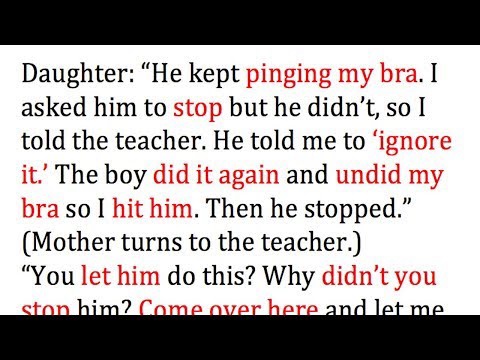 Daughter: “He kept pinging my bra. I
asked him to stop but he didn’t, so I
told the teacher. He told me to ‘ignore
it.’ The boy did it again and undid my
bra so I hit him. Then he stopped.”
(Mother turns to the teacher.)
“You let him do this? Why didn’t you
stop him? Come over here and let me